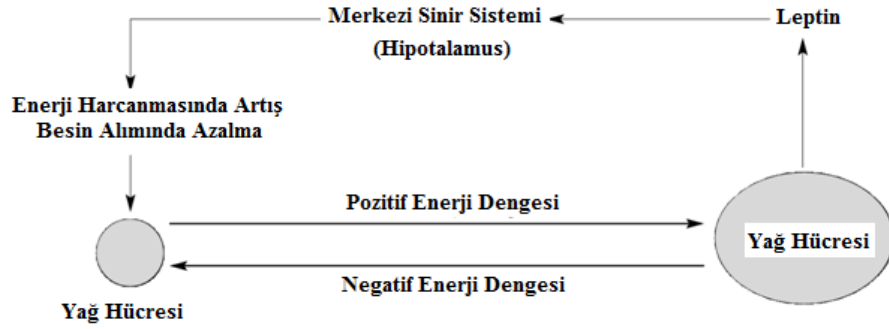 Merkezi Sinir Sistemi
(Hipotalamus)
Leptin
Enerji Harcanmasında Artış
Besin Alımında Azalma
Pozitif Enerji Dengesi
Yağ Hücresi
Negatif Enerji Dengesi
Yağ Hücresi